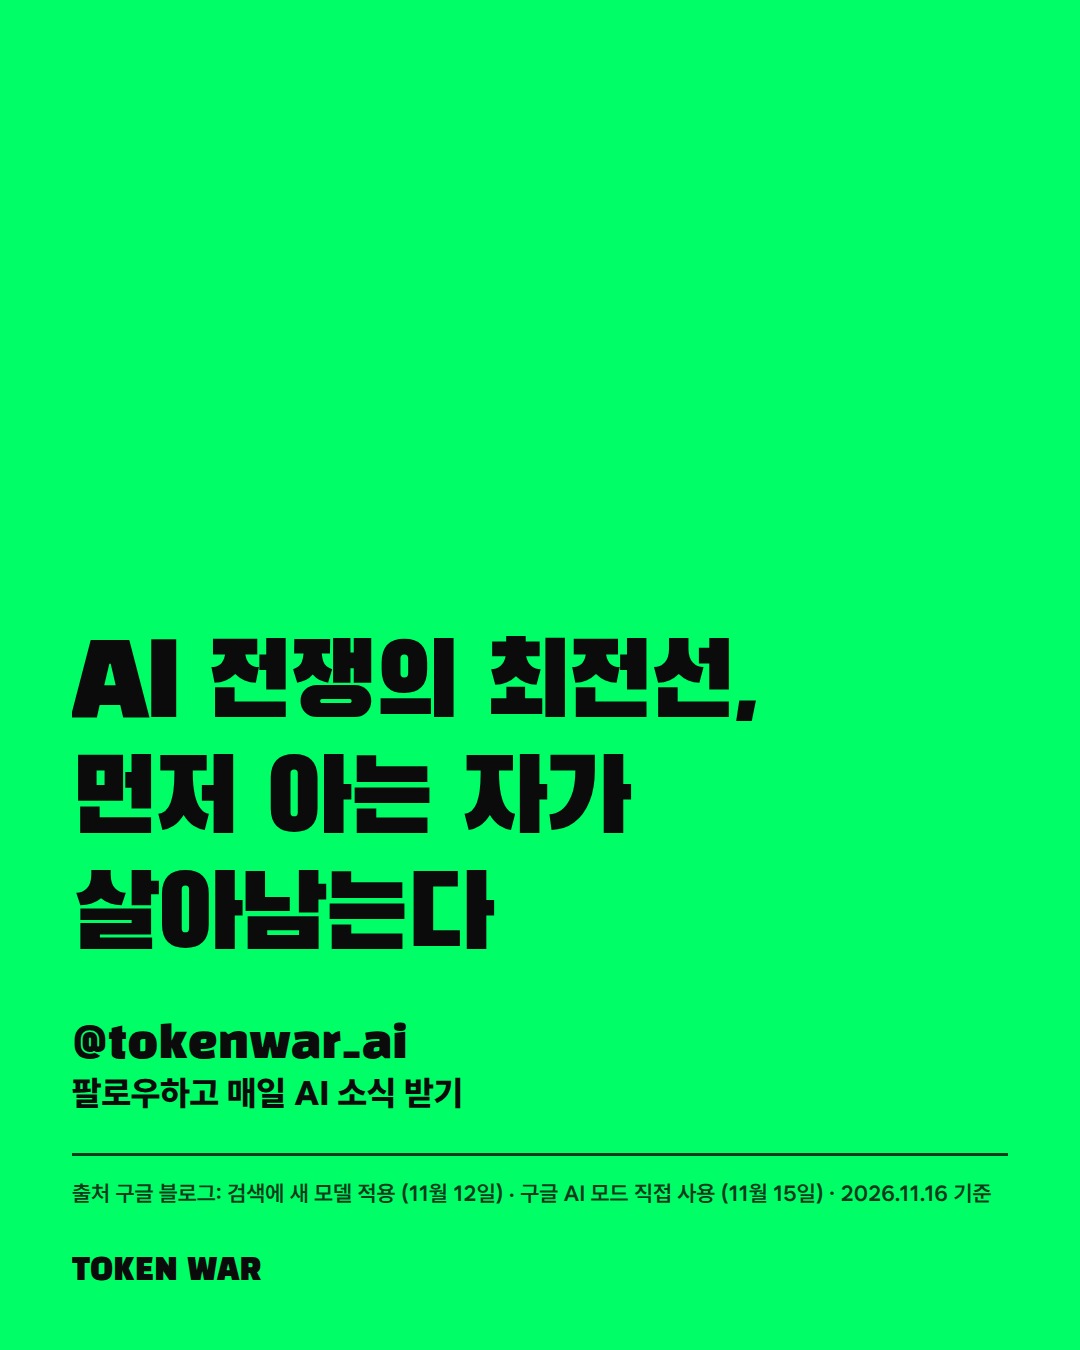 AI 전쟁의 최전선,
먼저 아는 자가
살아남는다
@tokenwar_ai
팔로우하고 매일 AI 소식 받기
출처 구글 블로그: 검색에 새 모델 적용 (11월 12일) · 구글 AI 모드 직접 사용 (11월 15일) · 2026.11.16 기준
TOKEN WAR